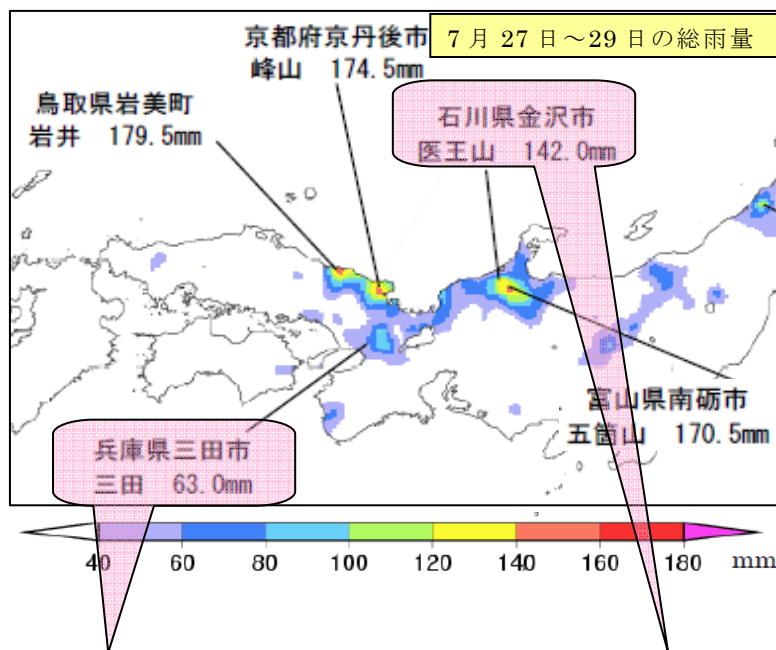 7月27日～29日の総雨量
京都府京丹後市
峰山 174.5mm
鳥取県岩美町
岩井 179.5mm
石川県金沢市
医王山 142.0mm
富山県南砺市
五箇山 170.5mm
兵庫県三田市
三田 63.0mm
40 60 80 100 120 140 160 180 mm